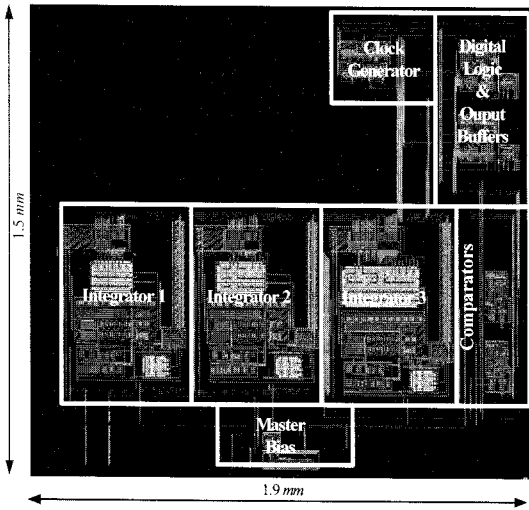 Clock
Generator
Digital
Logic
&
Ouput
Buffers
1.5 mm
Integrator 1
Integrator 2
Integrator 3
Comparators
Master
Bias
1.9 mm